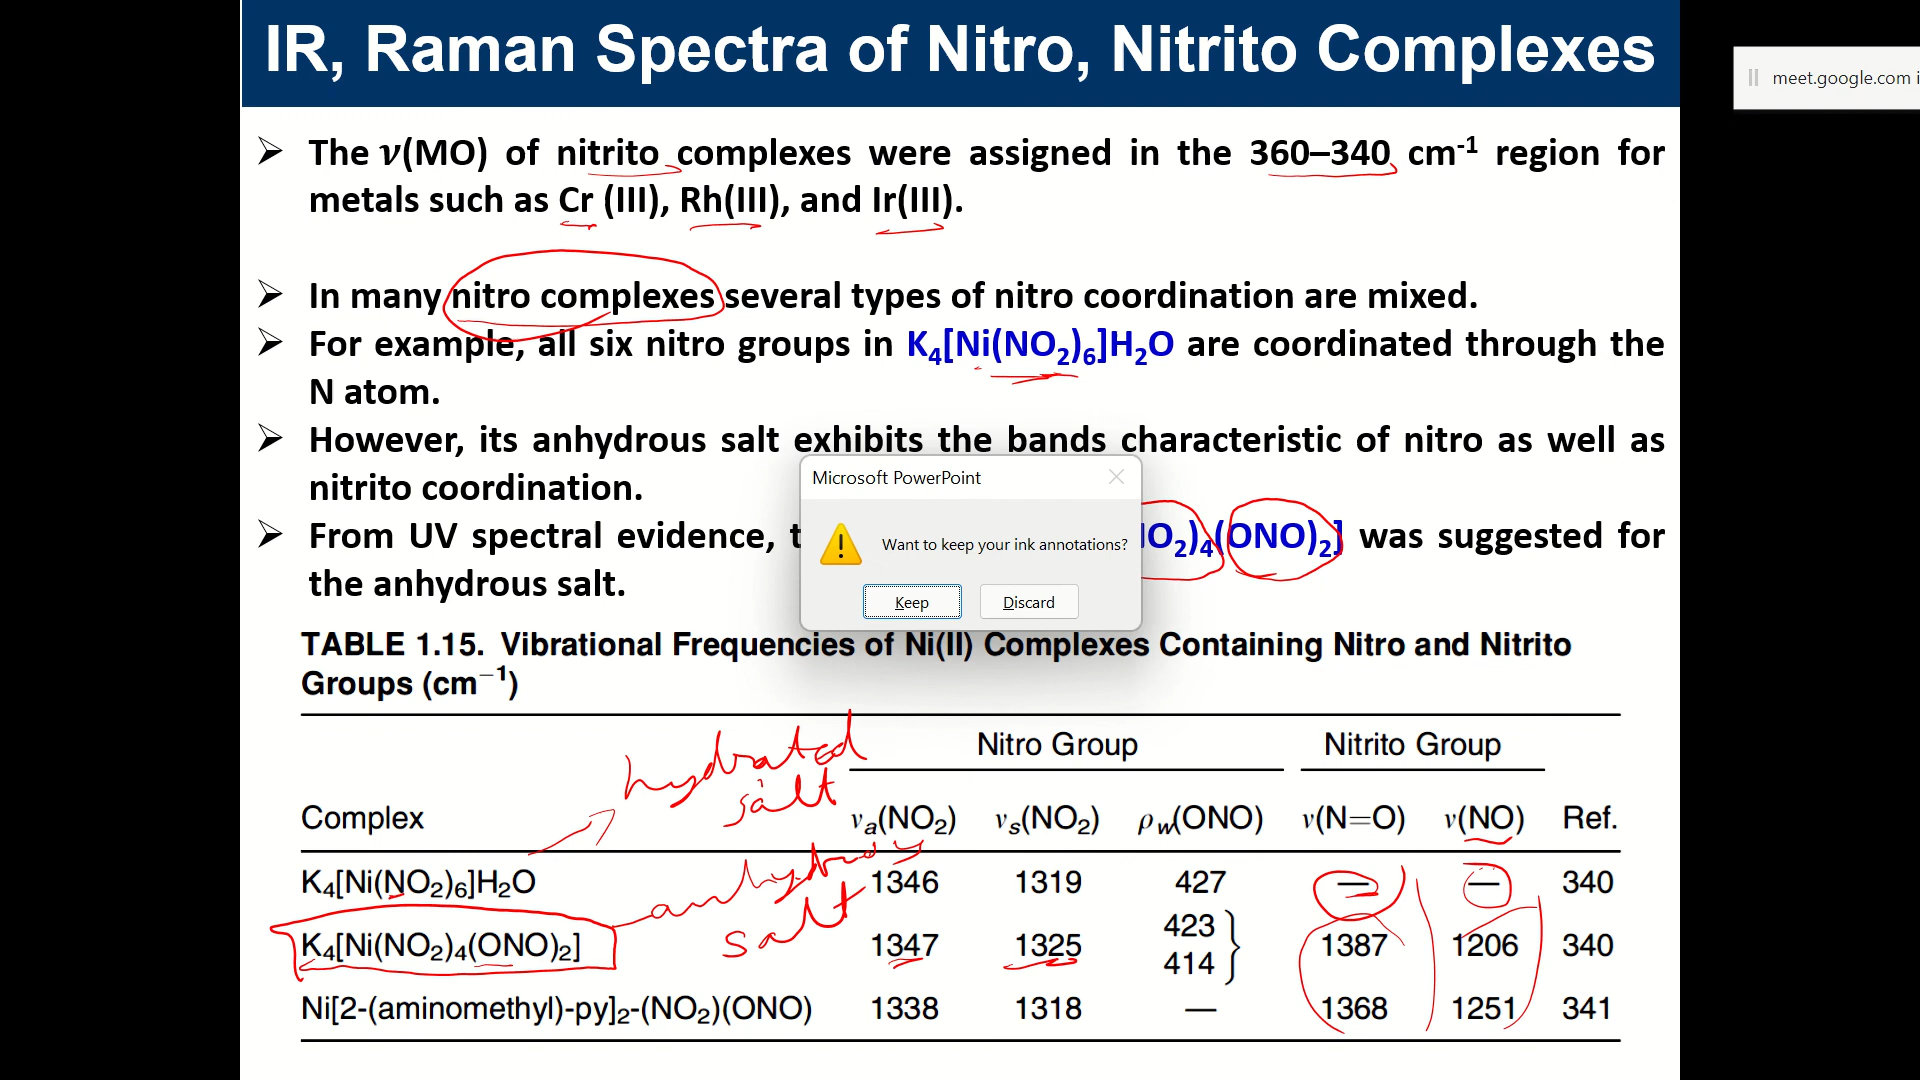 IR, Raman Spectra of Nitro, Nitrito Complexes
meet.google.com i
➢ The ν(MO) of nitrito complexes were assigned in the 360–340 cm⁻¹ region for
metals such as Cr (III), Rh(III), and Ir(III).
➢ In many nitro complexes several types of nitro coordination are mixed.
➢ For example, all six nitro groups in K₄[Ni(NO₂)₆]H₂O are coordinated through the
N atom.
➢ However, its anhydrous salt exhibits the bands characteristic of nitro as well as
nitrito coordination.
➢ From UV spectral evidence, O₂)₄(ONO)₂] was suggested for
the anhydrous salt.
Microsoft PowerPoint
Want to keep your ink annotations?
Keep Discard
TABLE 1.15. Vibrational Frequencies of Ni(II) Complexes Containing Nitro and Nitrito
Groups (cm⁻¹)
hydrated
salt
Nitro Group Nitrito Group
Complex νₐ(NO₂) νₛ(NO₂) ρw(ONO) ν(N=O) ν(NO) Ref.
K₄[Ni(NO₂)₆]H₂O 1346 1319 427 — — 340
anhydrous
salt
K₄[Ni(NO₂)₄(ONO)₂] 1347 1325 423 414 } 1387 1206 340
Ni[2-(aminomethyl)-py]₂-(NO₂)(ONO) 1338 1318 — 1368 1251 341